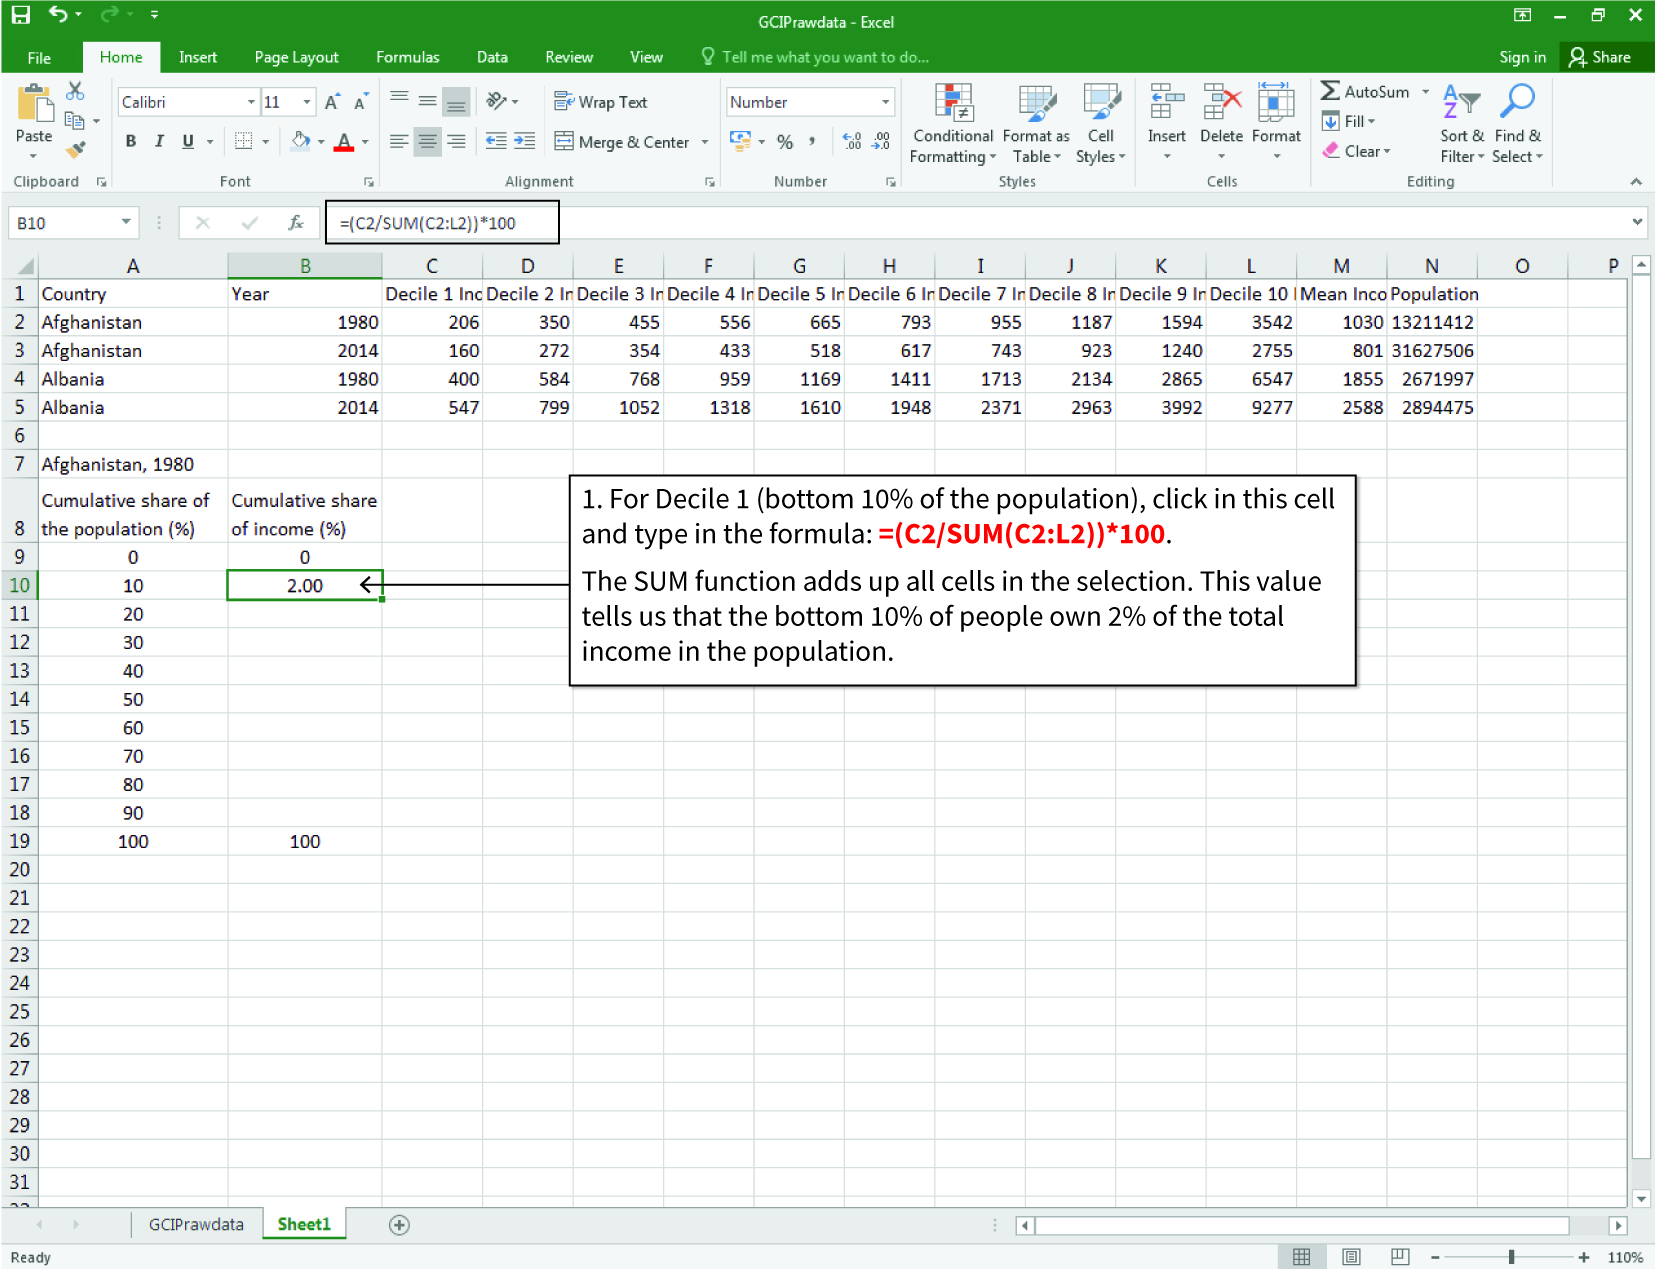 GCIPrawdata - Excel
File Home Insert Page Layout Formulas Data Review View Tell me what you want to do... Sign in Share
Calibri 11 Wrap Text Number AutoSum
Paste Fill
B I U A Merge & Center % , Conditional Formatting Format as Table Cell Styles Insert Delete Format Clear Sort & Filter Find & Select
Clipboard Font Alignment Number Styles Cells Editing
B10 fx =(C2/SUM(C2:L2))*100
A B C D E F G H I J K L M N O P
1 Country Year Decile 1 Inc Decile 2 In Decile 3 In Decile 4 In Decile 5 In Decile 6 In Decile 7 In Decile 8 In Decile 9 In Decile 10 I Mean Inco Population
2 Afghanistan 1980 206 350 455 556 665 793 955 1187 1594 3542 1030 13211412
3 Afghanistan 2014 160 272 354 433 518 617 743 923 1240 2755 801 31627506
4 Albania 1980 400 584 768 959 1169 1411 1713 2134 2865 6547 1855 2671997
5 Albania 2014 547 799 1052 1318 1610 1948 2371 2963 3992 9277 2588 2894475
6
7 Afghanistan, 1980
Cumulative share of Cumulative share
8 the population (%) of income (%)
9 0 0
10 10 2.00
11 20
12 30
13 40
14 50
15 60
16 70
17 80
18 90
19 100 100
20
21
22
23
24
25
26
27
28
29
30
31
1. For Decile 1 (bottom 10% of the population), click in this cell
and type in the formula: =(C2/SUM(C2:L2))*100.
The SUM function adds up all cells in the selection. This value
tells us that the bottom 10% of people own 2% of the total
income in the population.
GCIPrawdata Sheet1
Ready 110%